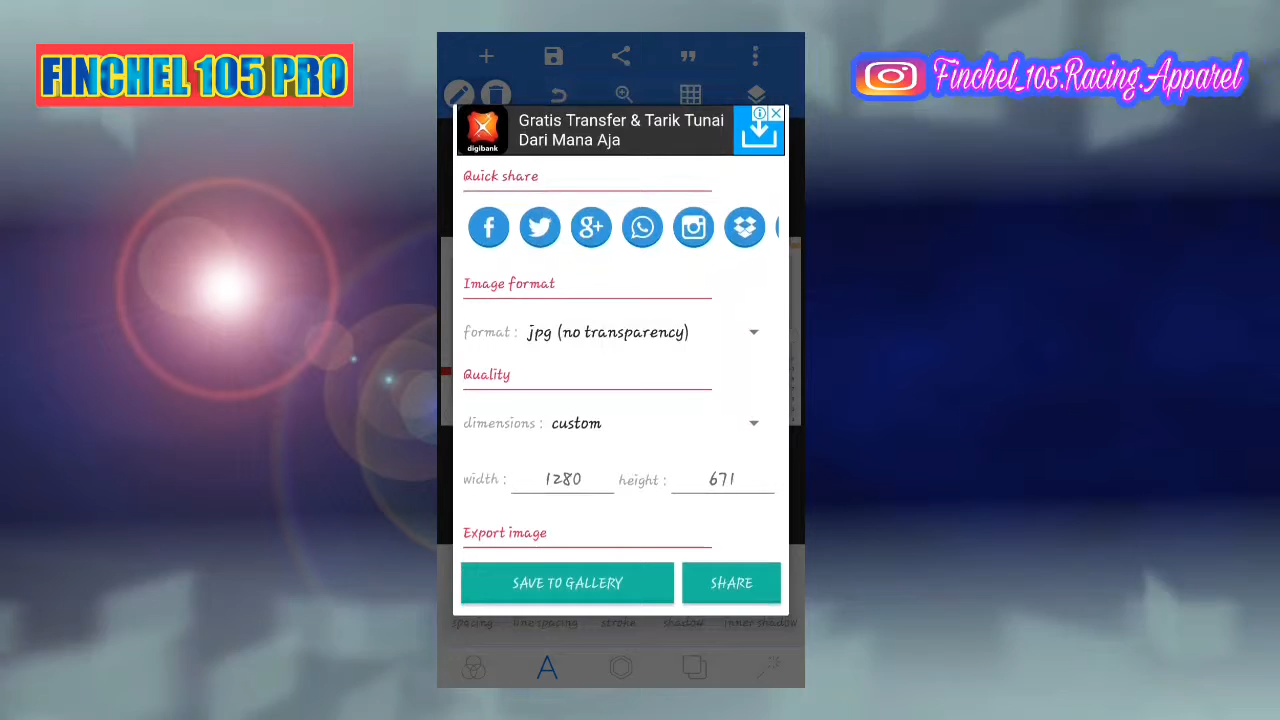 FINCHEL 105 PRO
Finchel_105.Racing.Apparel
digibank
Gratis Transfer & Tarik Tunai
Dari Mana Aja
Quick share
Image format
format : jpg (no transparency)
Quality
dimensions : custom
width : 1280 height : 671
Export image
SAVE TO GALLERY SHARE
spacing line spacing stroke shadow inner shadow